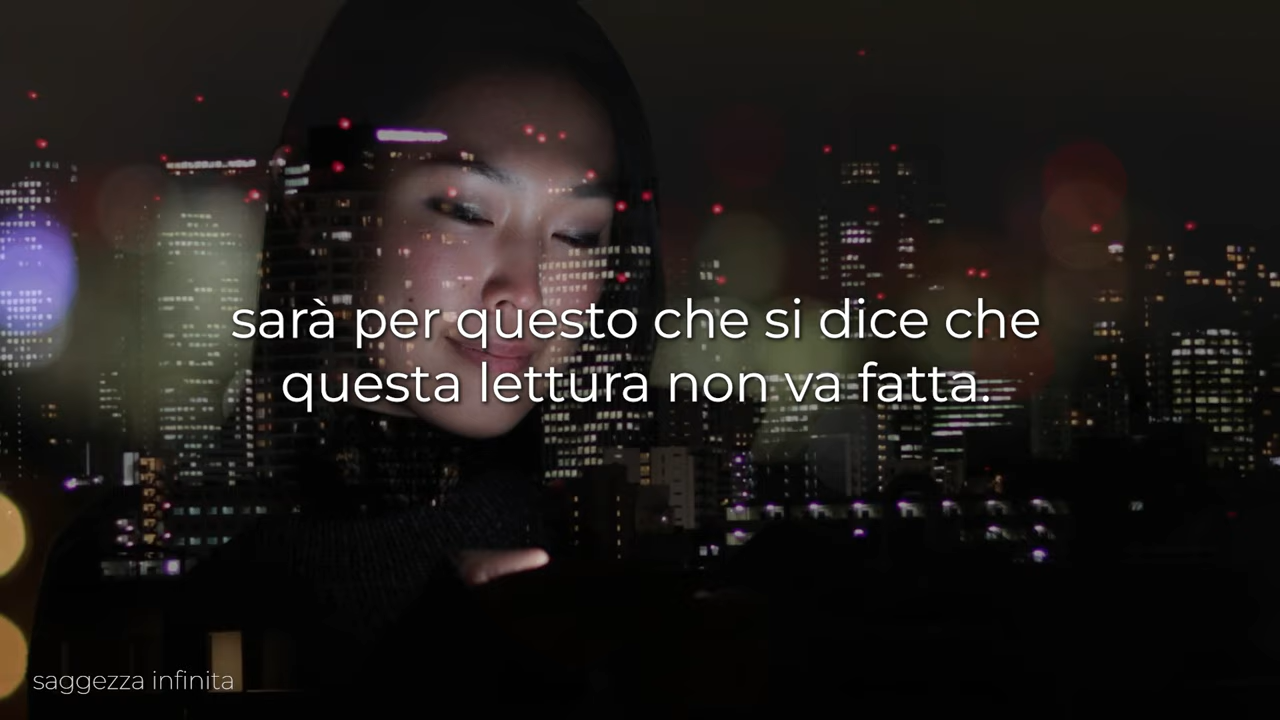 sarà per questo che si dice che
questa lettura non va fatta.
saggezza infinita